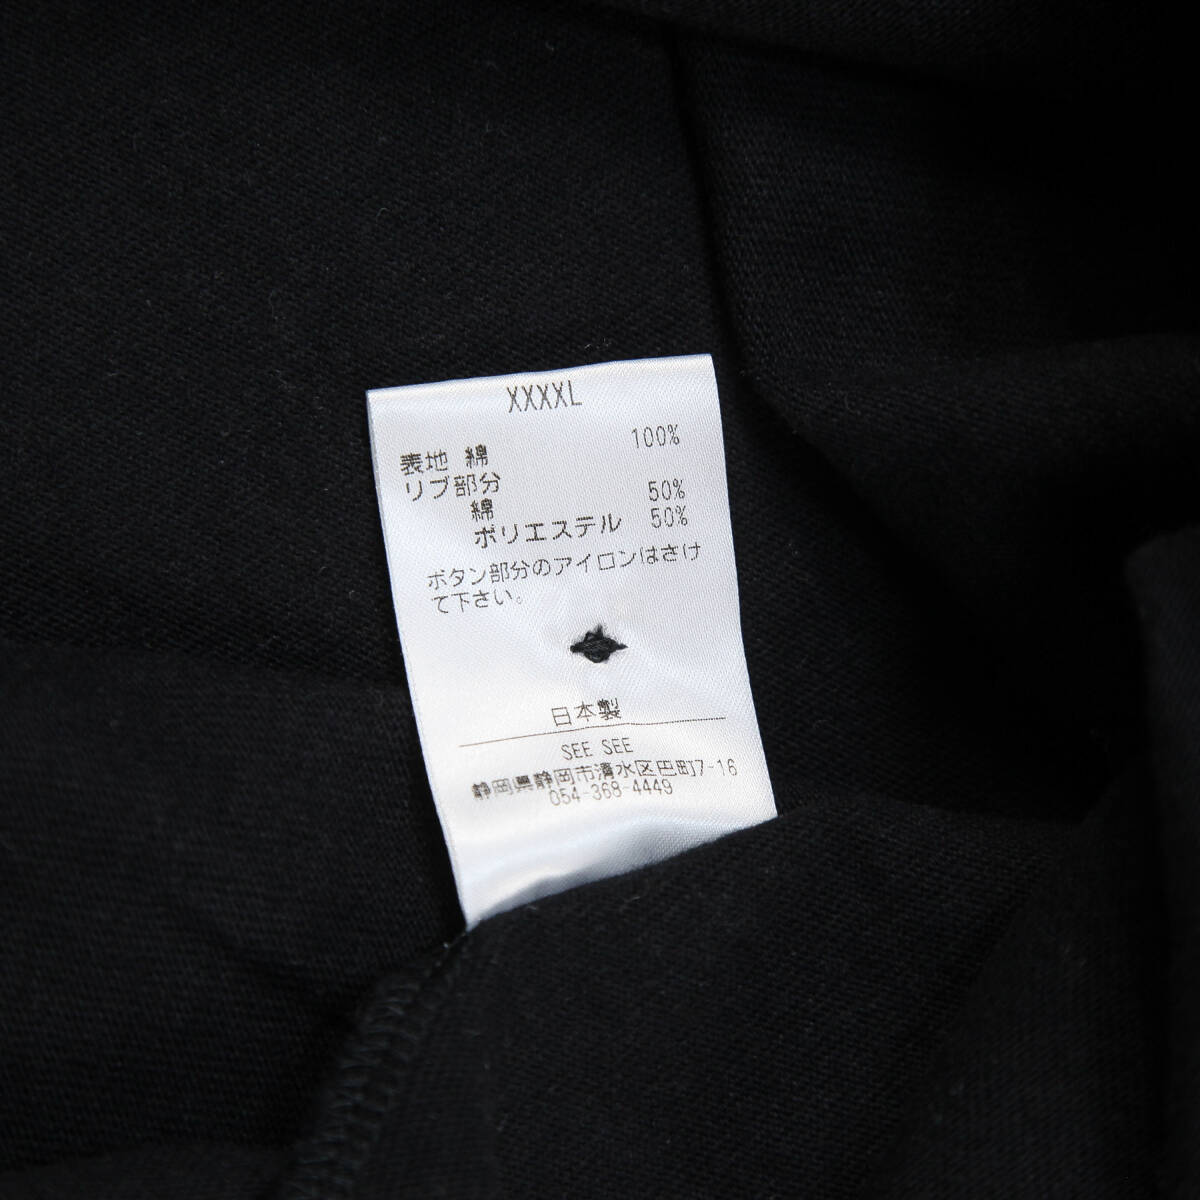 XXXXL
表地 綿 100%
リブ部分
綿 50%
ポリエステル 50%
ボタン部分のアイロンはさけ
て下さい。
日本製
SEE SEE
静岡県静岡市清水区巴町7-16
054-368-4449